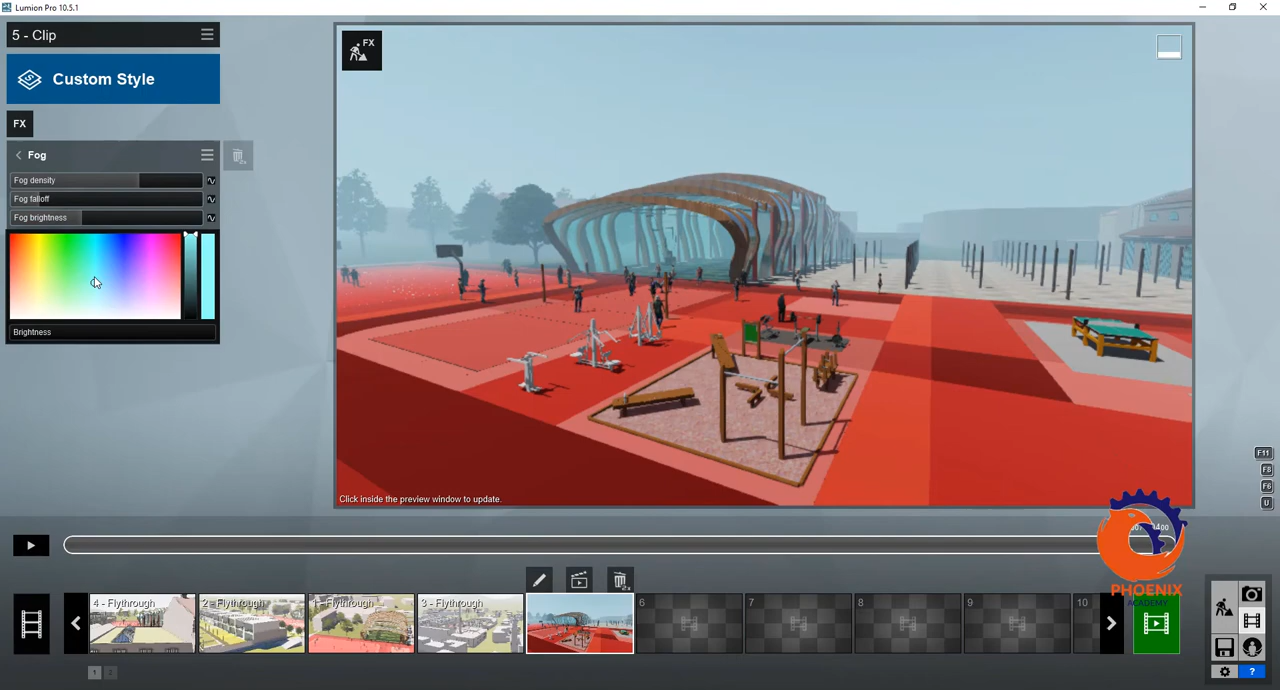 Lumion Pro 10.5.1
5 - Clip
Custom Style
FX
Fog
Fog density
Fog falloff
Fog brightness
Brightness
FX
Click inside the preview window to update.
F11
F8
F6
U
PHOENIX
ACADEMY
4 - Flythrough
2 - Flythrough
1 - Flythrough
3 - Flythrough
6
7
8
9
10
1
2
?